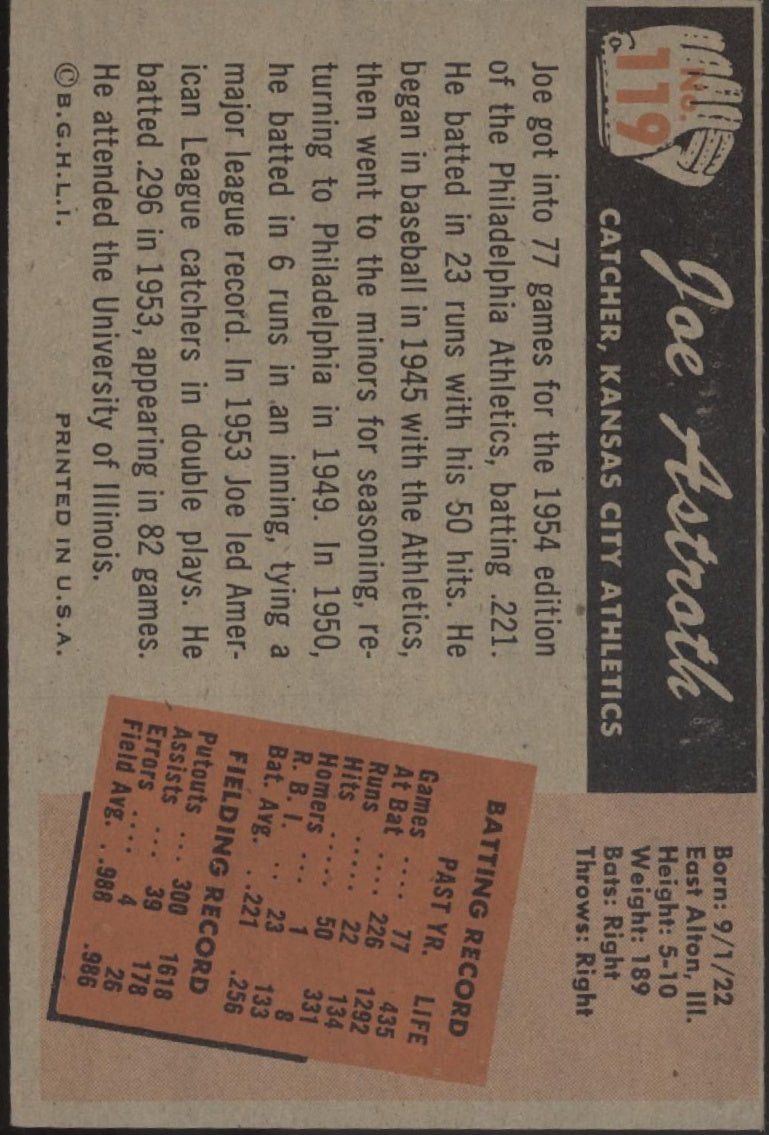 No.
119
Joe Astroth
CATCHER, KANSAS CITY ATHLETICS
Born: 9/1/22
East Alton, Ill.
Height: 5-10
Weight: 189
Bats: Right
Throws: Right
Joe got into 77 games for the 1954 edition
of the Philadelphia Athletics, batting .221.
He batted in 23 runs with his 50 hits. He
began in baseball in 1945 with the Athletics,
then went to the minors for seasoning, re-
turning to Philadelphia in 1949. In 1950,
he batted in 6 runs in an inning, tying a
major league record. In 1953 Joe led Amer-
ican League catchers in double plays. He
batted .296 in 1953, appearing in 82 games.
He attended the University of Illinois.
© B.G.H.L.I. PRINTED IN U.S.A.
BATTING RECORD
PAST YR. LIFE
Games .... 77 435
At Bat .... 226 1292
Runs ..... 22 134
Hits ..... 50 331
Homers ..... 1 8
R. B. I. ... 23 133
Bat. Avg. .. .221 .256
FIELDING RECORD
Putouts ... 300 1618
Assists ... 39 178
Errors .... 4 26
Field Avg. . .988 .986